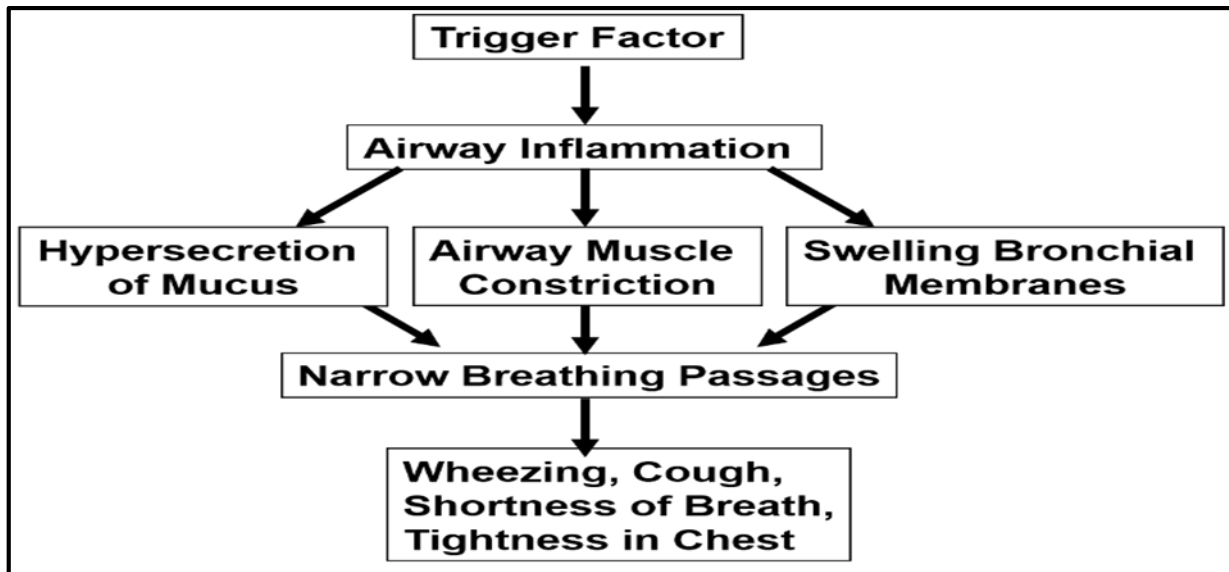 Trigger Factor
Airway Inflammation
Hypersecretion
of Mucus
Airway Muscle
Constriction
Swelling Bronchial
Membranes
Narrow Breathing Passages
Wheezing, Cough,
Shortness of Breath,
Tightness in Chest